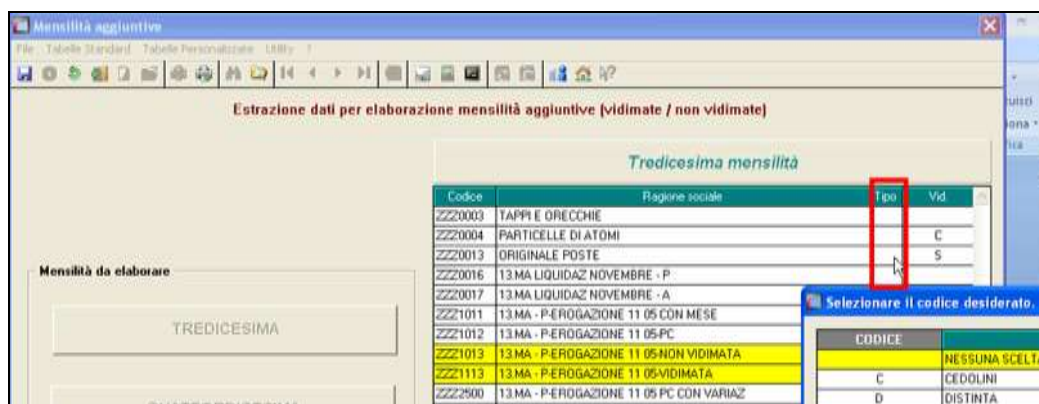 Mensilità aggiuntive
File Tabelle Standard Tabelle Personalizzate Utility ?
Estrazione dati per elaborazione mensilità aggiuntive (vidimate / non vidimate)
Tredicesima mensilità
Codice Ragione sociale Tipo Vid.
ZZZ0003 TAPPI E ORECCHIE
ZZZ0004 PARTICELLE DI ATOMI C
ZZZ0013 ORIGINALE POSTE S
ZZZ0016 13.MA LIQUIDAZ NOVEMBRE - P
ZZZ0017 13.MA LIQUIDAZ NOVEMBRE - A
ZZZ1011 13.MA - P-EROGAZIONE 11 05 CON MESE
ZZZ1012 13.MA - P-EROGAZIONE 11 05-PC
ZZZ1013 13.MA - P-EROGAZIONE 11 05-NON VIDIMATA
ZZZ1113 13.MA - P-EROGAZIONE 11 05-VIDIMATA
ZZZ2500 13.MA - P-EROGAZIONE 11 05 PC CON VARIAZ
Mensilità da elaborare
TREDICESIMA
Selezionare il codice desiderato.
CODICE
NESSUNA SCELTA
C CEDOLINI
D DISTINTA